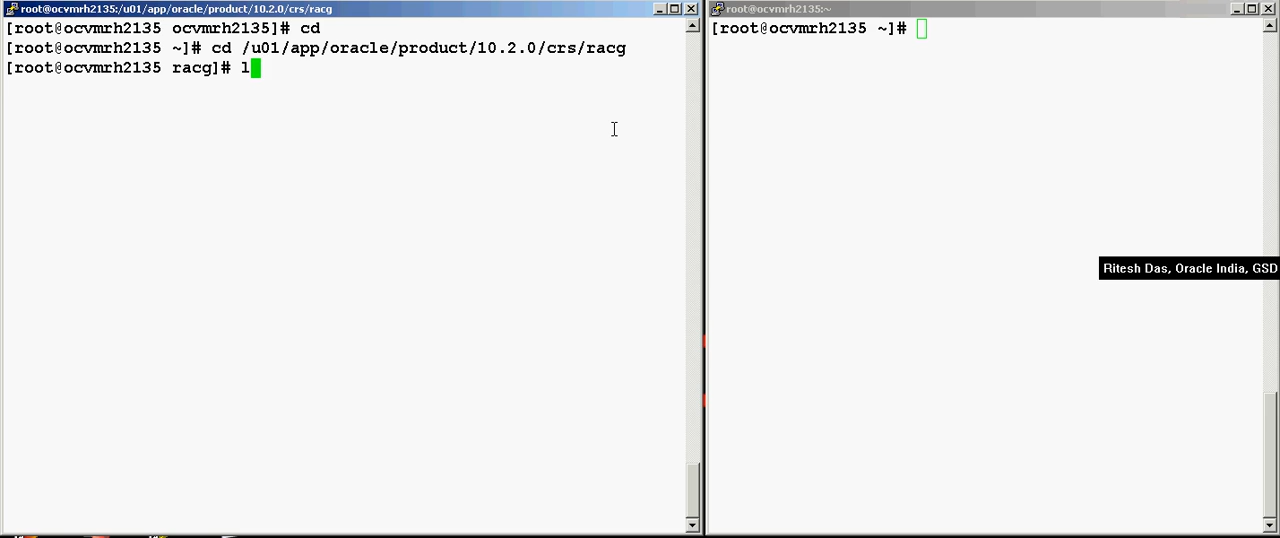 root@ocvmrh2135:/u01/app/oracle/product/10.2.0/crs/racg
[root@ocvmrh2135 ocvmrh2135]# cd
[root@ocvmrh2135 ~]# cd /u01/app/oracle/product/10.2.0/crs/racg
[root@ocvmrh2135 racg]# l
root@ocvmrh2135:~
[root@ocvmrh2135 ~]#
Ritesh Das, Oracle India, GSD